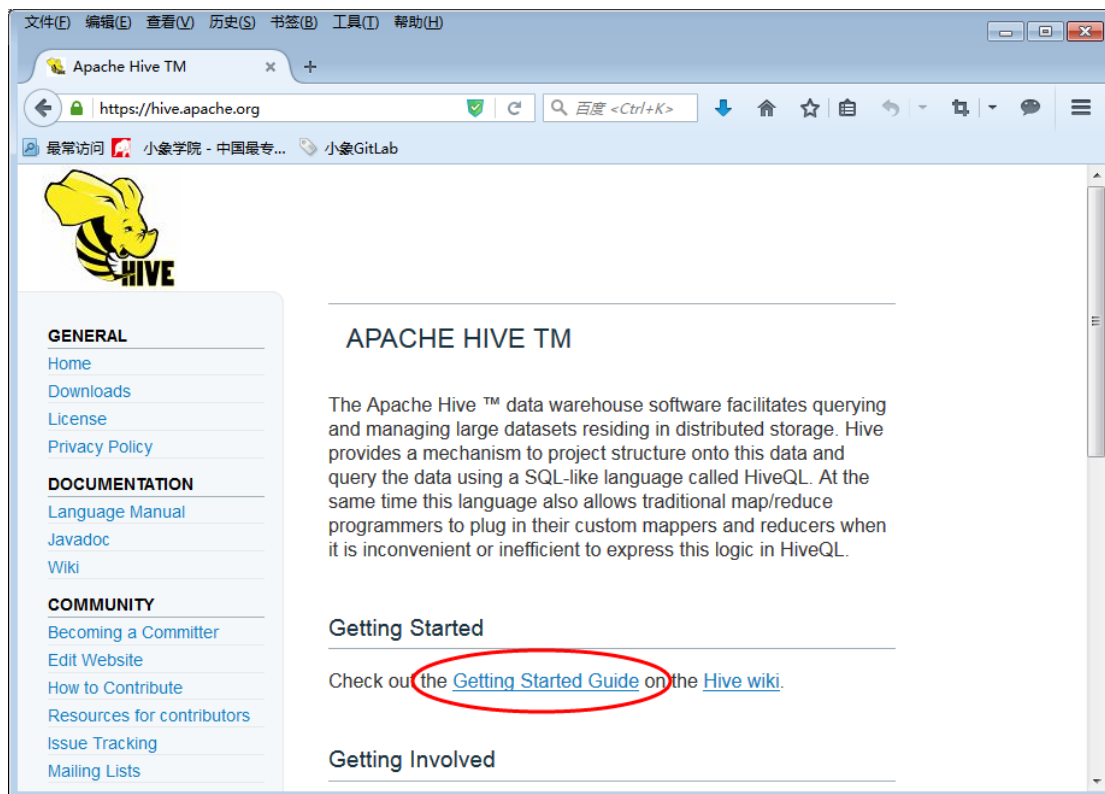 文件(F) 编辑(E) 查看(V) 历史(S) 书签(B) 工具(T) 帮助(H)
Apache Hive TM
https://hive.apache.org
百度 <Ctrl+K>
最常访问 小象学院 - 中国最专... 小象GitLab
HIVE
GENERAL
Home
Downloads
License
Privacy Policy
DOCUMENTATION
Language Manual
Javadoc
Wiki
COMMUNITY
Becoming a Committer
Edit Website
How to Contribute
Resources for contributors
Issue Tracking
Mailing Lists
APACHE HIVE TM
The Apache Hive ™ data warehouse software facilitates querying
and managing large datasets residing in distributed storage. Hive
provides a mechanism to project structure onto this data and
query the data using a SQL-like language called HiveQL. At the
same time this language also allows traditional map/reduce
programmers to plug in their custom mappers and reducers when
it is inconvenient or inefficient to express this logic in HiveQL.
Getting Started
Check out the Getting Started Guide on the Hive wiki.
Getting Involved